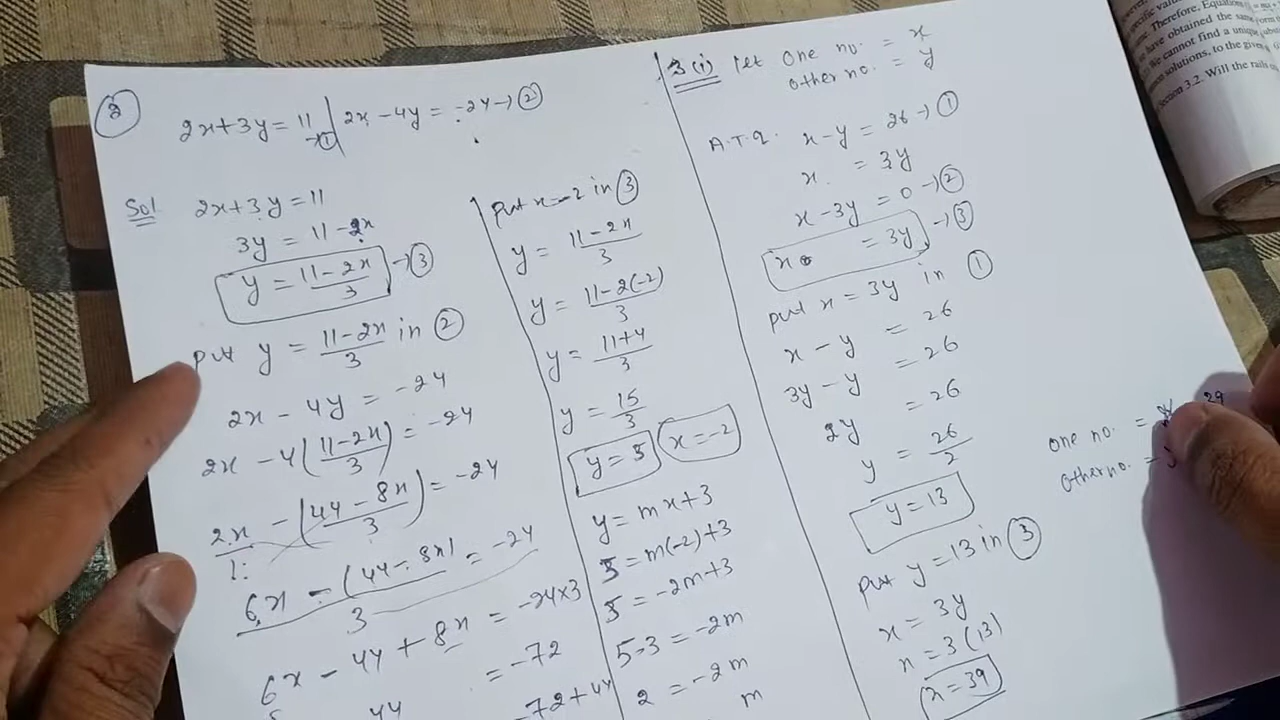 2
2x+3y=11 →① | 2x-4y=-24→②
Sol 2x+3y=11
3y = 11-2x
y = 11-2x/3 →③
put y = 11-2x/3 in ②
2x - 4y = -24
2x - 4(11-2x/3) = -24
2x/1 - (44-8x/3) = -24
6x - (44-8x)/3 = -24
6x - 44 + 8x = -24×3
= -72
44 -72+44
put x=-2 in ③
y = 11-2x/3
y = 11-2(-2)/3
y = 11+4/3
y = 15/3
y = 5 x = -2
y = mx+3
5 = m(-2)+3
5 = -2m+3
5-3 = -2m
2 = -2m
m
3(i) let one no. = x
other no. = y
A.T.Q. x-y = 26→①
x = 3y
x-3y = 0→②
x = 3y →③
put x = 3y in ①
x - y = 26
3y - y = 26
2y = 26
y = 26/2
y = 13
put y = 13 in ③
x = 3y
x = 3(13)
x = 39
29
one no. =
other no. =
Therefore, Equation
have obtained the same
cannot find a unique
solutions, to the given
Section 3.2. Will the rails